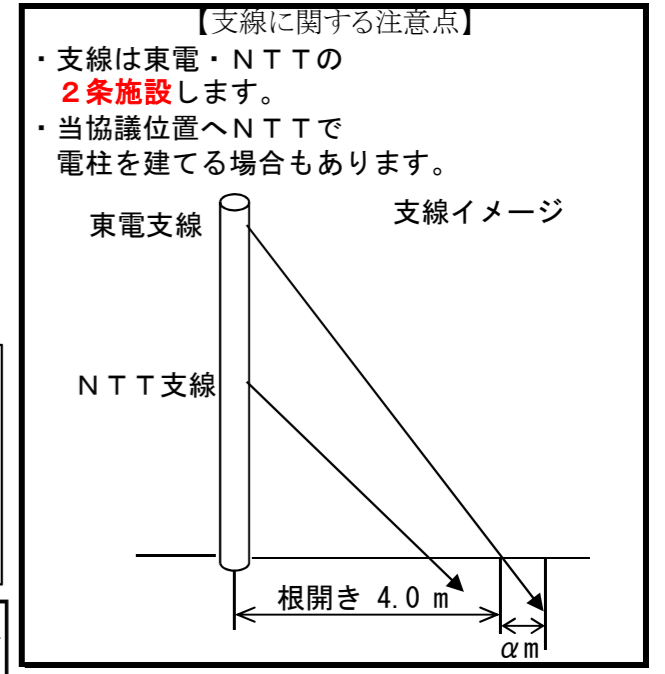 【支線に関する注意点】
・支線は東電・ＮＴＴの
２条施設します。
・当協議位置へＮＴＴで
電柱を建てる場合もあります。
支線イメージ
東電支線
ＮＴＴ支線
根開き 4.0 ｍ
αｍ